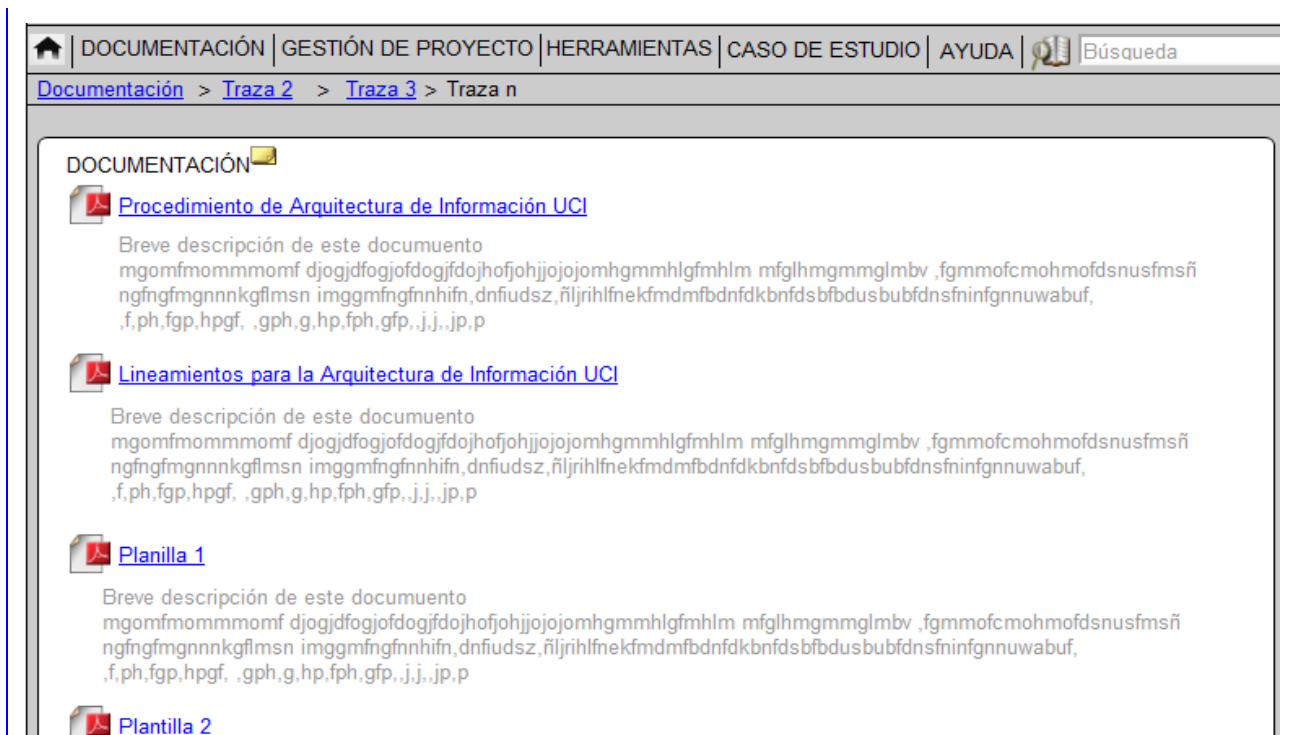 DOCUMENTACIÓN | GESTIÓN DE PROYECTO | HERRAMIENTAS | CASO DE ESTUDIO | AYUDA | Búsqueda
Documentación > Traza 2 > Traza 3 > Traza n
DOCUMENTACIÓN
Procedimiento de Arquitectura de Información UCI
Breve descripción de este documuento
mgomfmommmomf djogjdfogjofdogjfdojhofjohjjojojomhgmmhlgfmhlm mfglhmgmmglmbv ,fgmmofcmohmofdsnusfmsñ
ngfngfmgnnnkgflmsn imggmfngfnnhifn,dnfiudsz,ñljrihlfnekfmdmfbdnfdkbnfdsbfbdusbubfdnsfninfgnnuwabuf,
,f,ph,fgp,hpgf, ,gph,g,hp,fph,gfp,,j,j,,jp,p
Lineamientos para la Arquitectura de Información UCI
Breve descripción de este documuento
mgomfmommmomf djogjdfogjofdogjfdojhofjohjjojojomhgmmhlgfmhlm mfglhmgmmglmbv ,fgmmofcmohmofdsnusfmsñ
ngfngfmgnnnkgflmsn imggmfngfnnhifn,dnfiudsz,ñljrihlfnekfmdmfbdnfdkbnfdsbfbdusbubfdnsfninfgnnuwabuf,
,f,ph,fgp,hpgf, ,gph,g,hp,fph,gfp,,j,j,,jp,p
Planilla 1
Breve descripción de este documuento
mgomfmommmomf djogjdfogjofdogjfdojhofjohjjojojomhgmmhlgfmhlm mfglhmgmmglmbv ,fgmmofcmohmofdsnusfmsñ
ngfngfmgnnnkgflmsn imggmfngfnnhifn,dnfiudsz,ñljrihlfnekfmdmfbdnfdkbnfdsbfbdusbubfdnsfninfgnnuwabuf,
,f,ph,fgp,hpgf, ,gph,g,hp,fph,gfp,,j,j,,jp,p
Plantilla 2